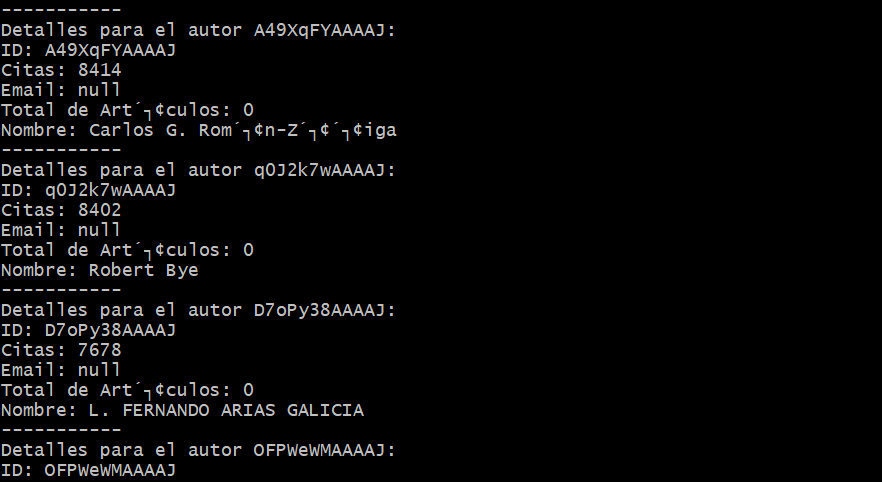 -----------
Detalles para el autor A49XqFYAAAAJ:
ID: A49XqFYAAAAJ
Citas: 8414
Email: null
Total de Art´┐¢culos: 0
Nombre: Carlos G. Rom´┐¢n-Z´┐¢´┐¢iga
-----------
Detalles para el autor q0J2k7wAAAAJ:
ID: q0J2k7wAAAAJ
Citas: 8402
Email: null
Total de Art´┐¢culos: 0
Nombre: Robert Bye
-----------
Detalles para el autor D7oPy38AAAAJ:
ID: D7oPy38AAAAJ
Citas: 7678
Email: null
Total de Art´┐¢culos: 0
Nombre: L. FERNANDO ARIAS GALICIA
-----------
Detalles para el autor OFPWeWMAAAAJ:
ID: OFPWeWMAAAAJ